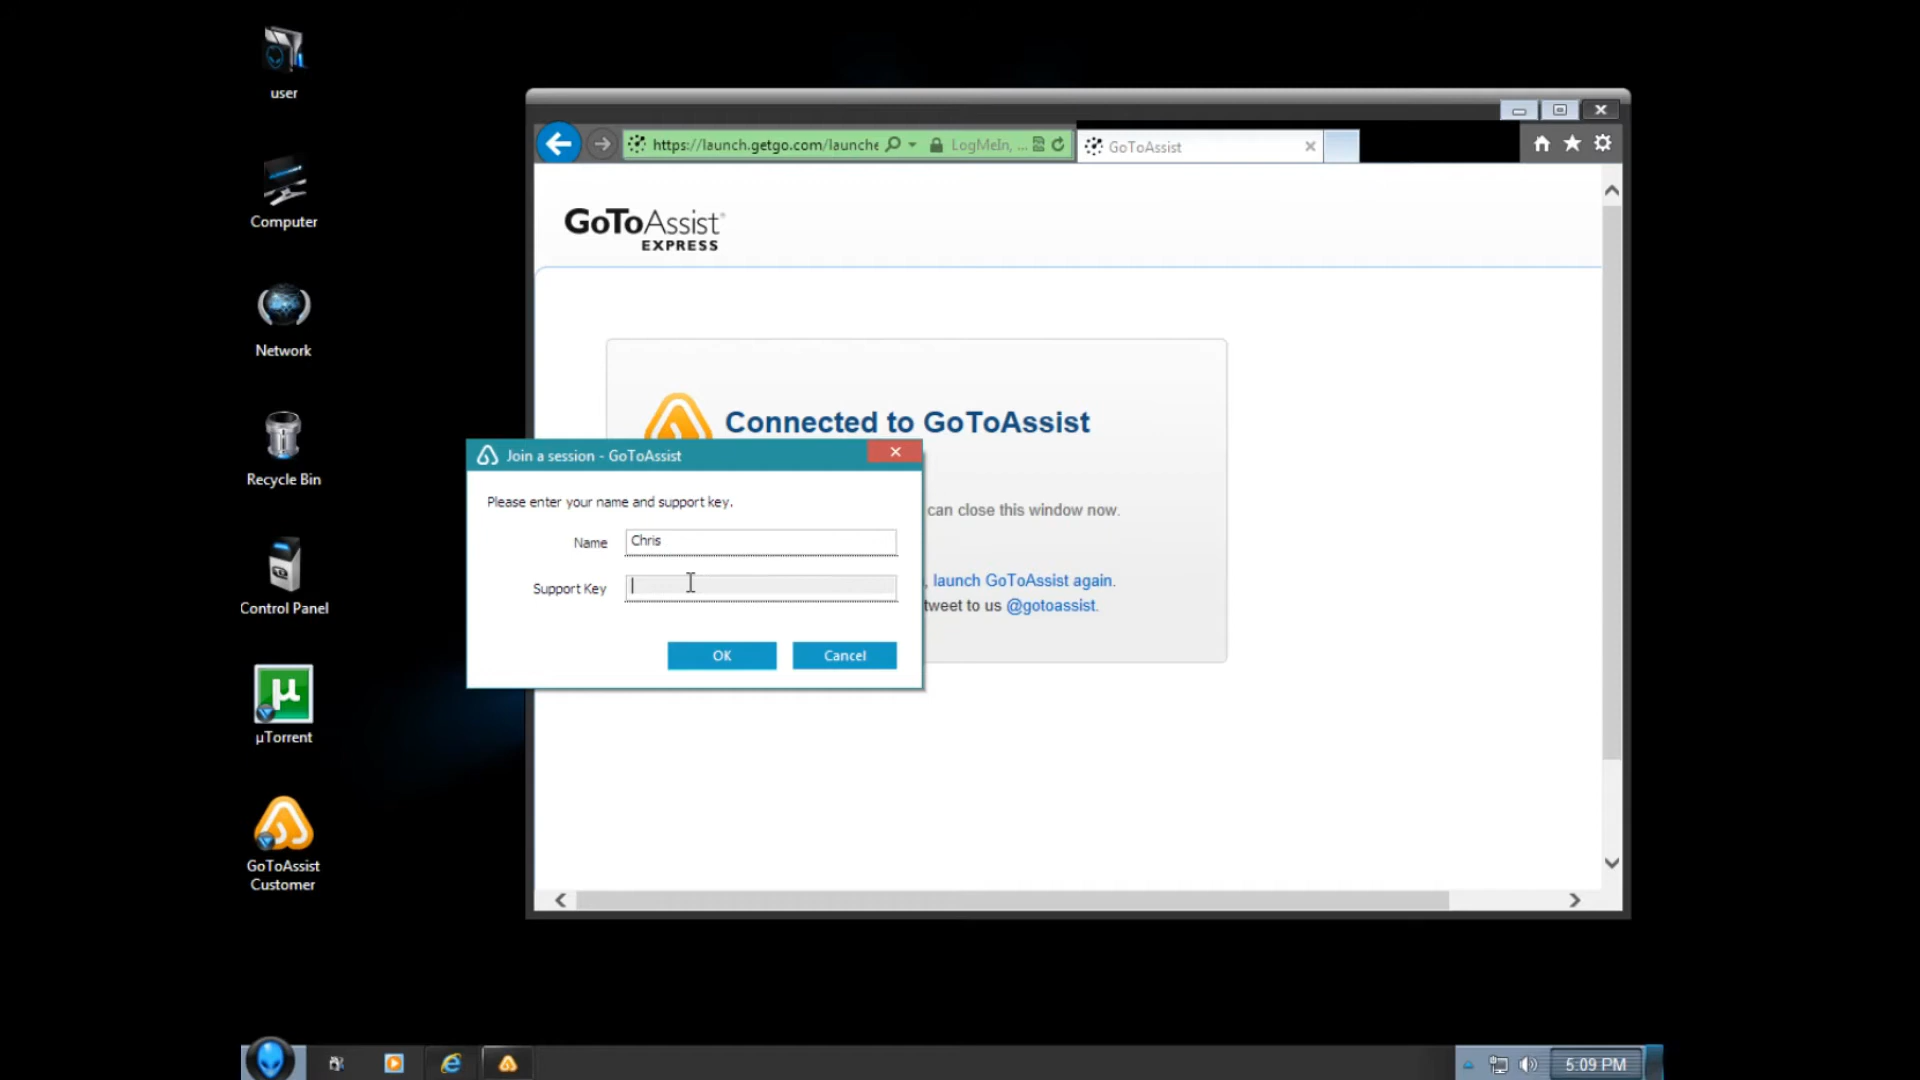 user
Computer
Network
Recycle Bin
Control Panel
µ
µTorrent
GoToAssist
Customer
https://launch.getgo.com/launche
LogMeIn, ...
GoToAssist
GoToAssist
EXPRESS
Connected to GoToAssist
can close this window now.
, launch GoToAssist again.
tweet to us @gotoassist.
Join a session - GoToAssist
Please enter your name and support key.
Name Chris
Support Key
OK Cancel
5:09 PM